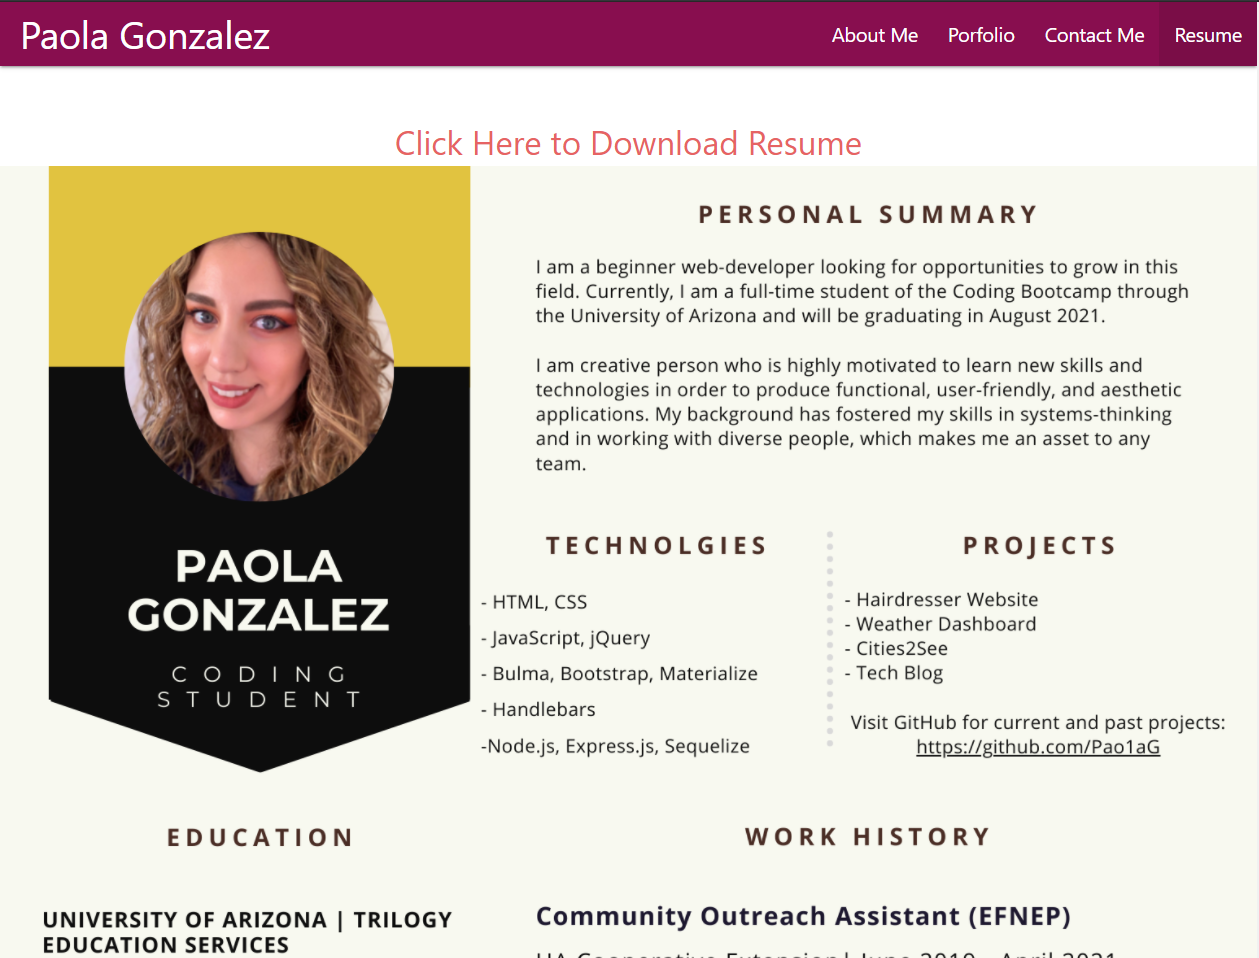 Paola Gonzalez
About Me
Porfolio
Contact Me
Resume
Click Here to Download Resume
PAOLA
GONZALEZ
CODING
STUDENT
PERSONAL SUMMARY
I am a beginner web-developer looking for opportunities to grow in this
field. Currently, I am a full-time student of the Coding Bootcamp through
the University of Arizona and will be graduating in August 2021.
I am creative person who is highly motivated to learn new skills and
technologies in order to produce functional, user-friendly, and aesthetic
applications. My background has fostered my skills in systems-thinking
and in working with diverse people, which makes me an asset to any
team.
TECHNOLGIES
- HTML, CSS
- JavaScript, jQuery
- Bulma, Bootstrap, Materialize
- Handlebars
-Node.js, Express.js, Sequelize
PROJECTS
- Hairdresser Website
- Weather Dashboard
- Cities2See
- Tech Blog
Visit GitHub for current and past projects:
https://github.com/Pao1aG
EDUCATION
UNIVERSITY OF ARIZONA | TRILOGY
EDUCATION SERVICES
WORK HISTORY
Community Outreach Assistant (EFNEP)
UA Cooperative Extension| June 2019 - April 2021